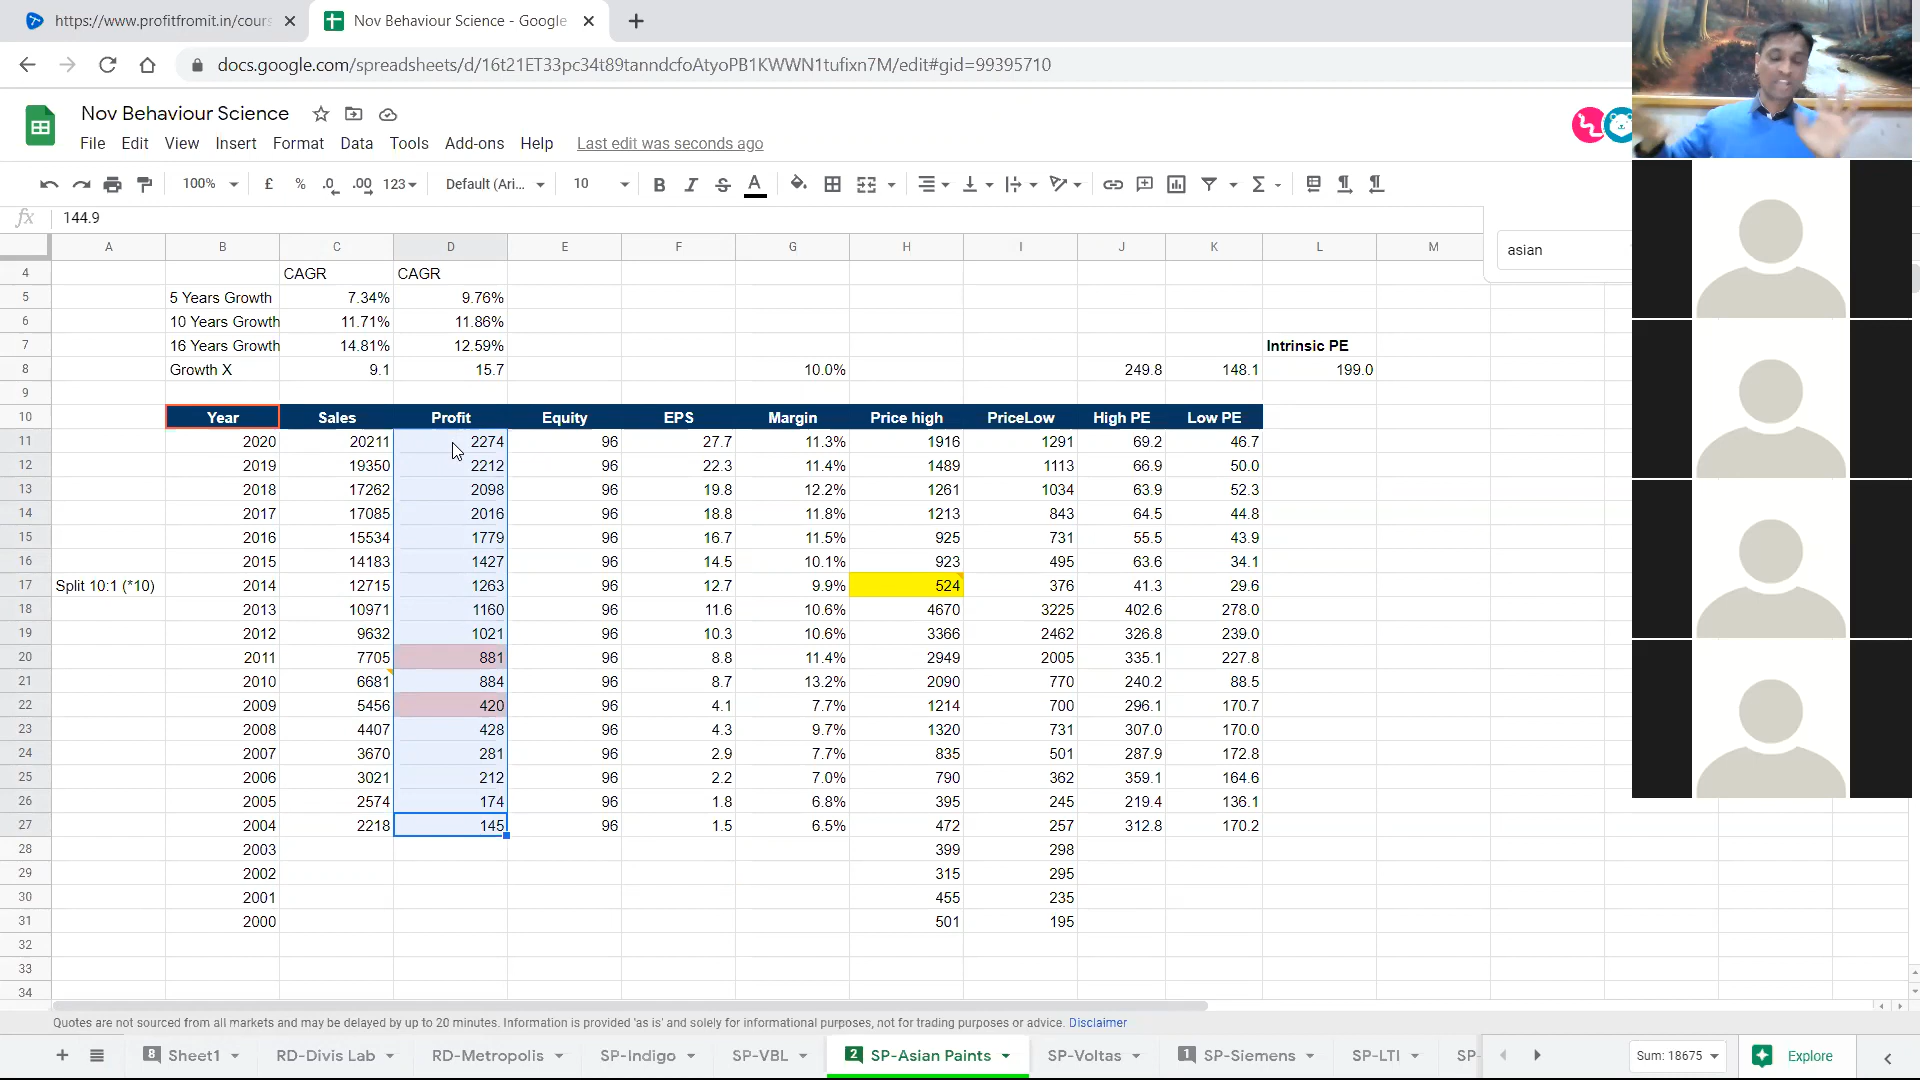 https://www.profitfromit.in/cour
Nov Behaviour Science - Google
docs.google.com/spreadsheets/d/16t21ET33pc34t89tanndcfoAtyoPB1KWWN1tufixn7M/edit#gid=99395710
Nov Behaviour Science
File Edit View Insert Format Data Tools Add-ons Help Last edit was seconds ago
100% £ % .0 .00 123 Default (Ari... 10 B I S A
fx 144.9
asian
A B C D E F G H I J K L M
4 CAGR CAGR
5 5 Years Growth 7.34% 9.76%
6 10 Years Growth 11.71% 11.86%
7 16 Years Growth 14.81% 12.59% Intrinsic PE
8 Growth X 9.1 15.7 10.0% 249.8 148.1 199.0
9
10 Year Sales Profit Equity EPS Margin Price high PriceLow High PE Low PE
11 2020 20211 2274 96 27.7 11.3% 1916 1291 69.2 46.7
12 2019 19350 2212 96 22.3 11.4% 1489 1113 66.9 50.0
13 2018 17262 2098 96 19.8 12.2% 1261 1034 63.9 52.3
14 2017 17085 2016 96 18.8 11.8% 1213 843 64.5 44.8
15 2016 15534 1779 96 16.7 11.5% 925 731 55.5 43.9
16 2015 14183 1427 96 14.5 10.1% 923 495 63.6 34.1
17 Split 10:1 (*10) 2014 12715 1263 96 12.7 9.9% 524 376 41.3 29.6
18 2013 10971 1160 96 11.6 10.6% 4670 3225 402.6 278.0
19 2012 9632 1021 96 10.3 10.6% 3366 2462 326.8 239.0
20 2011 7705 881 96 8.8 11.4% 2949 2005 335.1 227.8
21 2010 6681 884 96 8.7 13.2% 2090 770 240.2 88.5
22 2009 5456 420 96 4.1 7.7% 1214 700 296.1 170.7
23 2008 4407 428 96 4.3 9.7% 1320 731 307.0 170.0
24 2007 3670 281 96 2.9 7.7% 835 501 287.9 172.8
25 2006 3021 212 96 2.2 7.0% 790 362 359.1 164.6
26 2005 2574 174 96 1.8 6.8% 395 245 219.4 136.1
27 2004 2218 145 96 1.5 6.5% 472 257 312.8 170.2
28 2003 399 298
29 2002 315 295
30 2001 455 235
31 2000 501 195
32
33
34
Quotes are not sourced from all markets and may be delayed by up to 20 minutes. Information is provided 'as is' and solely for informational purposes, not for trading purposes or advice. Disclaimer
8 Sheet1 RD-Divis Lab RD-Metropolis SP-Indigo SP-VBL 2 SP-Asian Paints SP-Voltas 1 SP-Siemens SP-LTI SP- Sum: 18675 Explore